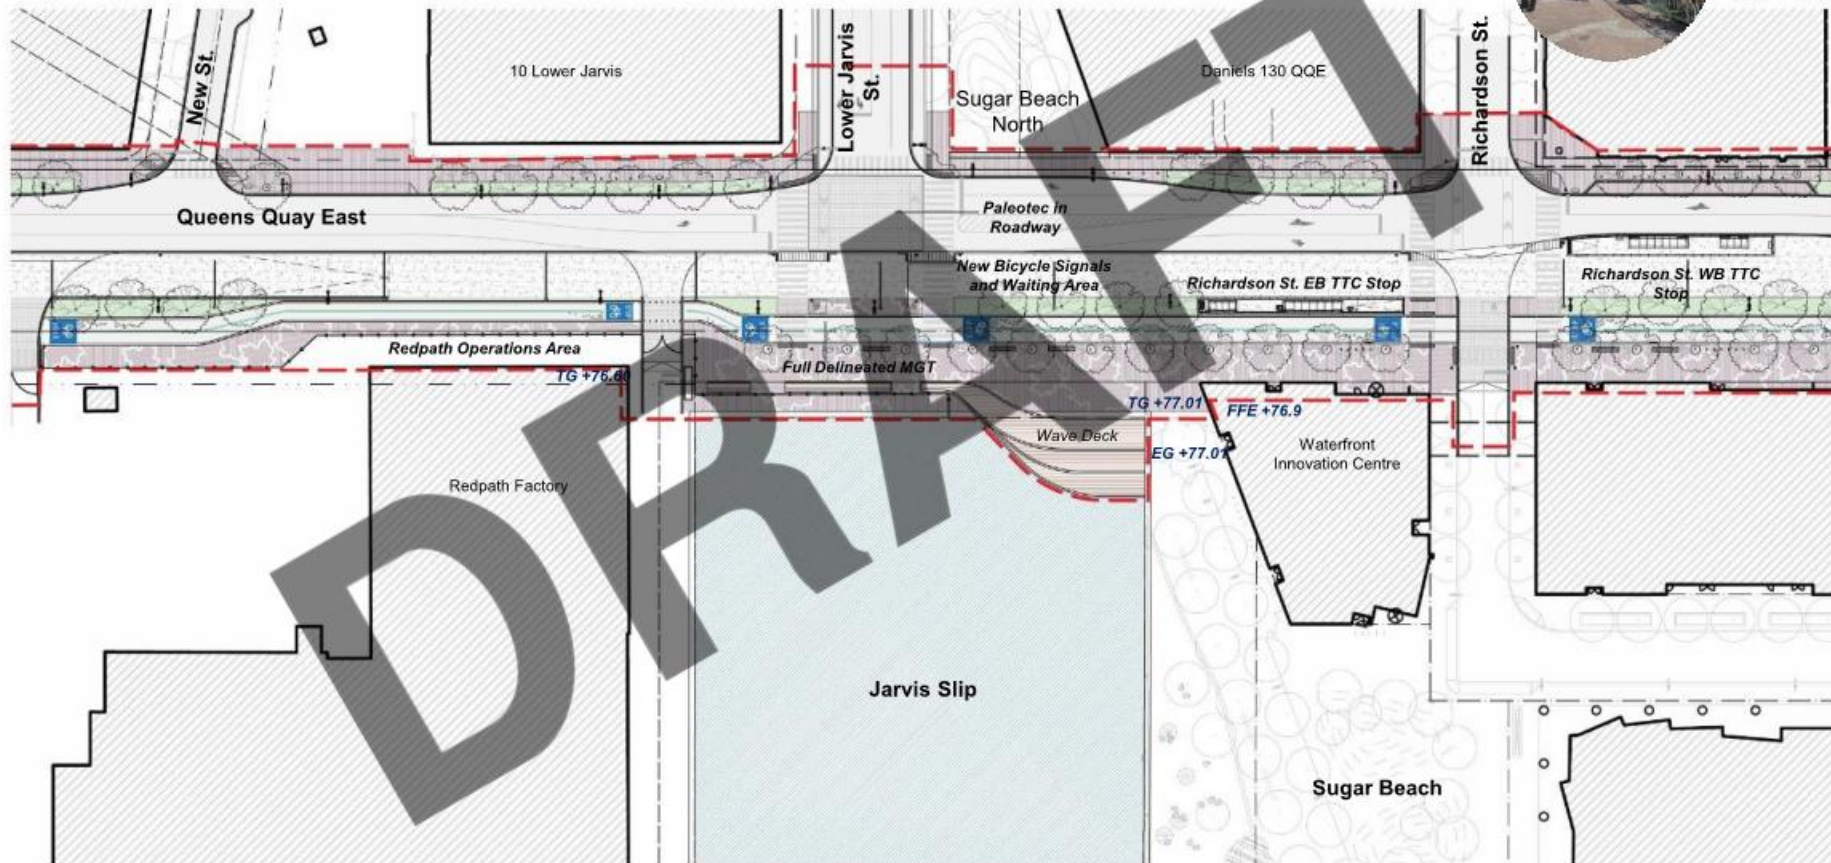 New St.
10 Lower Jarvis
Lower Jarvis
St.
Sugar Beach
North
Daniels 130 QQE
Richardson St.
Queens Quay East
Paleotec in
Roadway
New Bicycle Signals
and Waiting Area
Richardson St. EB TTC Stop
Richardson St. WB TTC
Stop
Redpath Operations Area
Full Delineated MGT
TG +76.60
TG +77.01
FFE +76.9
Wave Deck
EG +77.01
Waterfront
Innovation Centre
Redpath Factory
Jarvis Slip
Sugar Beach
DRAFT